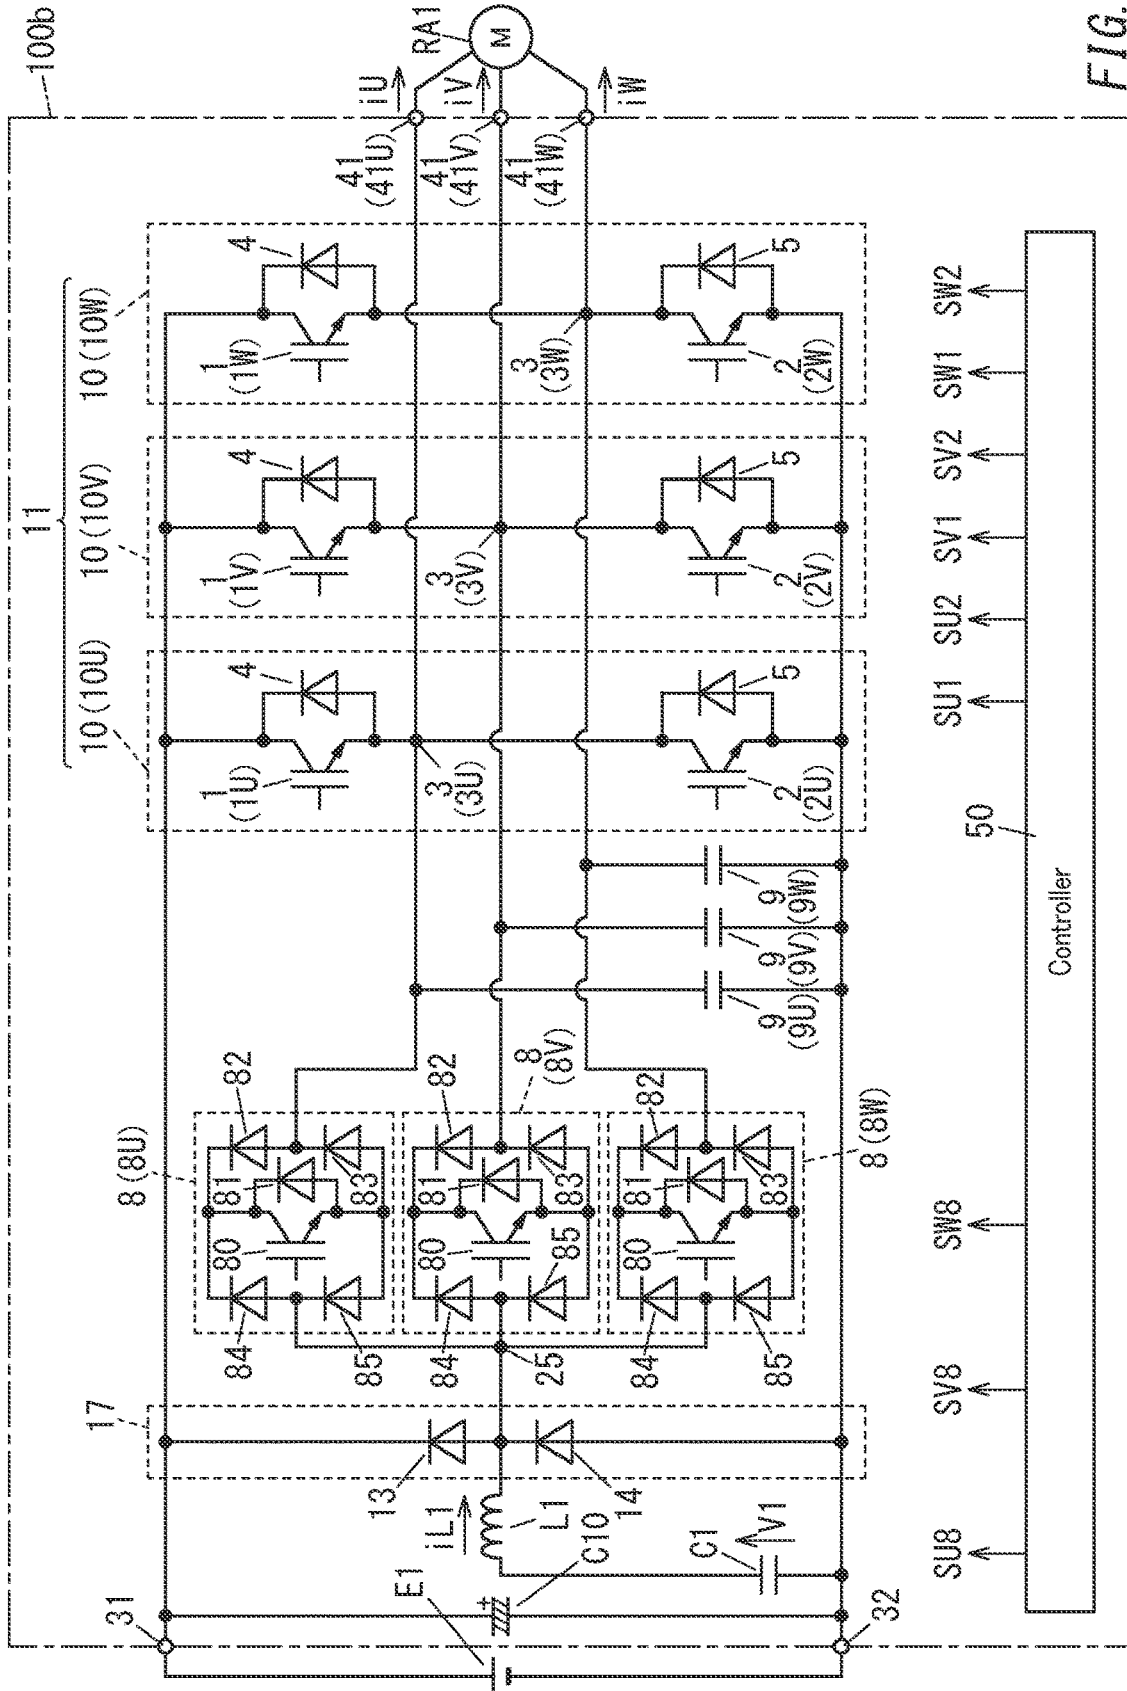 100b
11
10 (10U)
10 (10V)
10 (10W)
8 (8U)
82
81
80
83
84
85
8
(8V)
82
81
80
83
84
85
8 (8W)
82
81
80
83
84
85
25
17
13
14
iL1
L1
C10
C1
V1
E1
+
31
32
1
(1U)
4
1
(1V)
4
1
(1W)
4
3
(3U)
3
(3V)
3
(3W)
2
(2U)
5
2
(2V)
5
2
(2W)
5
9
(9U)
9
(9V)
9
(9W)
41
(41U)
41
(41V)
41
(41W)
iU
iV
iW
RA1
M
SU8
SV8
SW8
SU1
SU2
SV1
SV2
SW1
SW2
50
Controller
FIG.